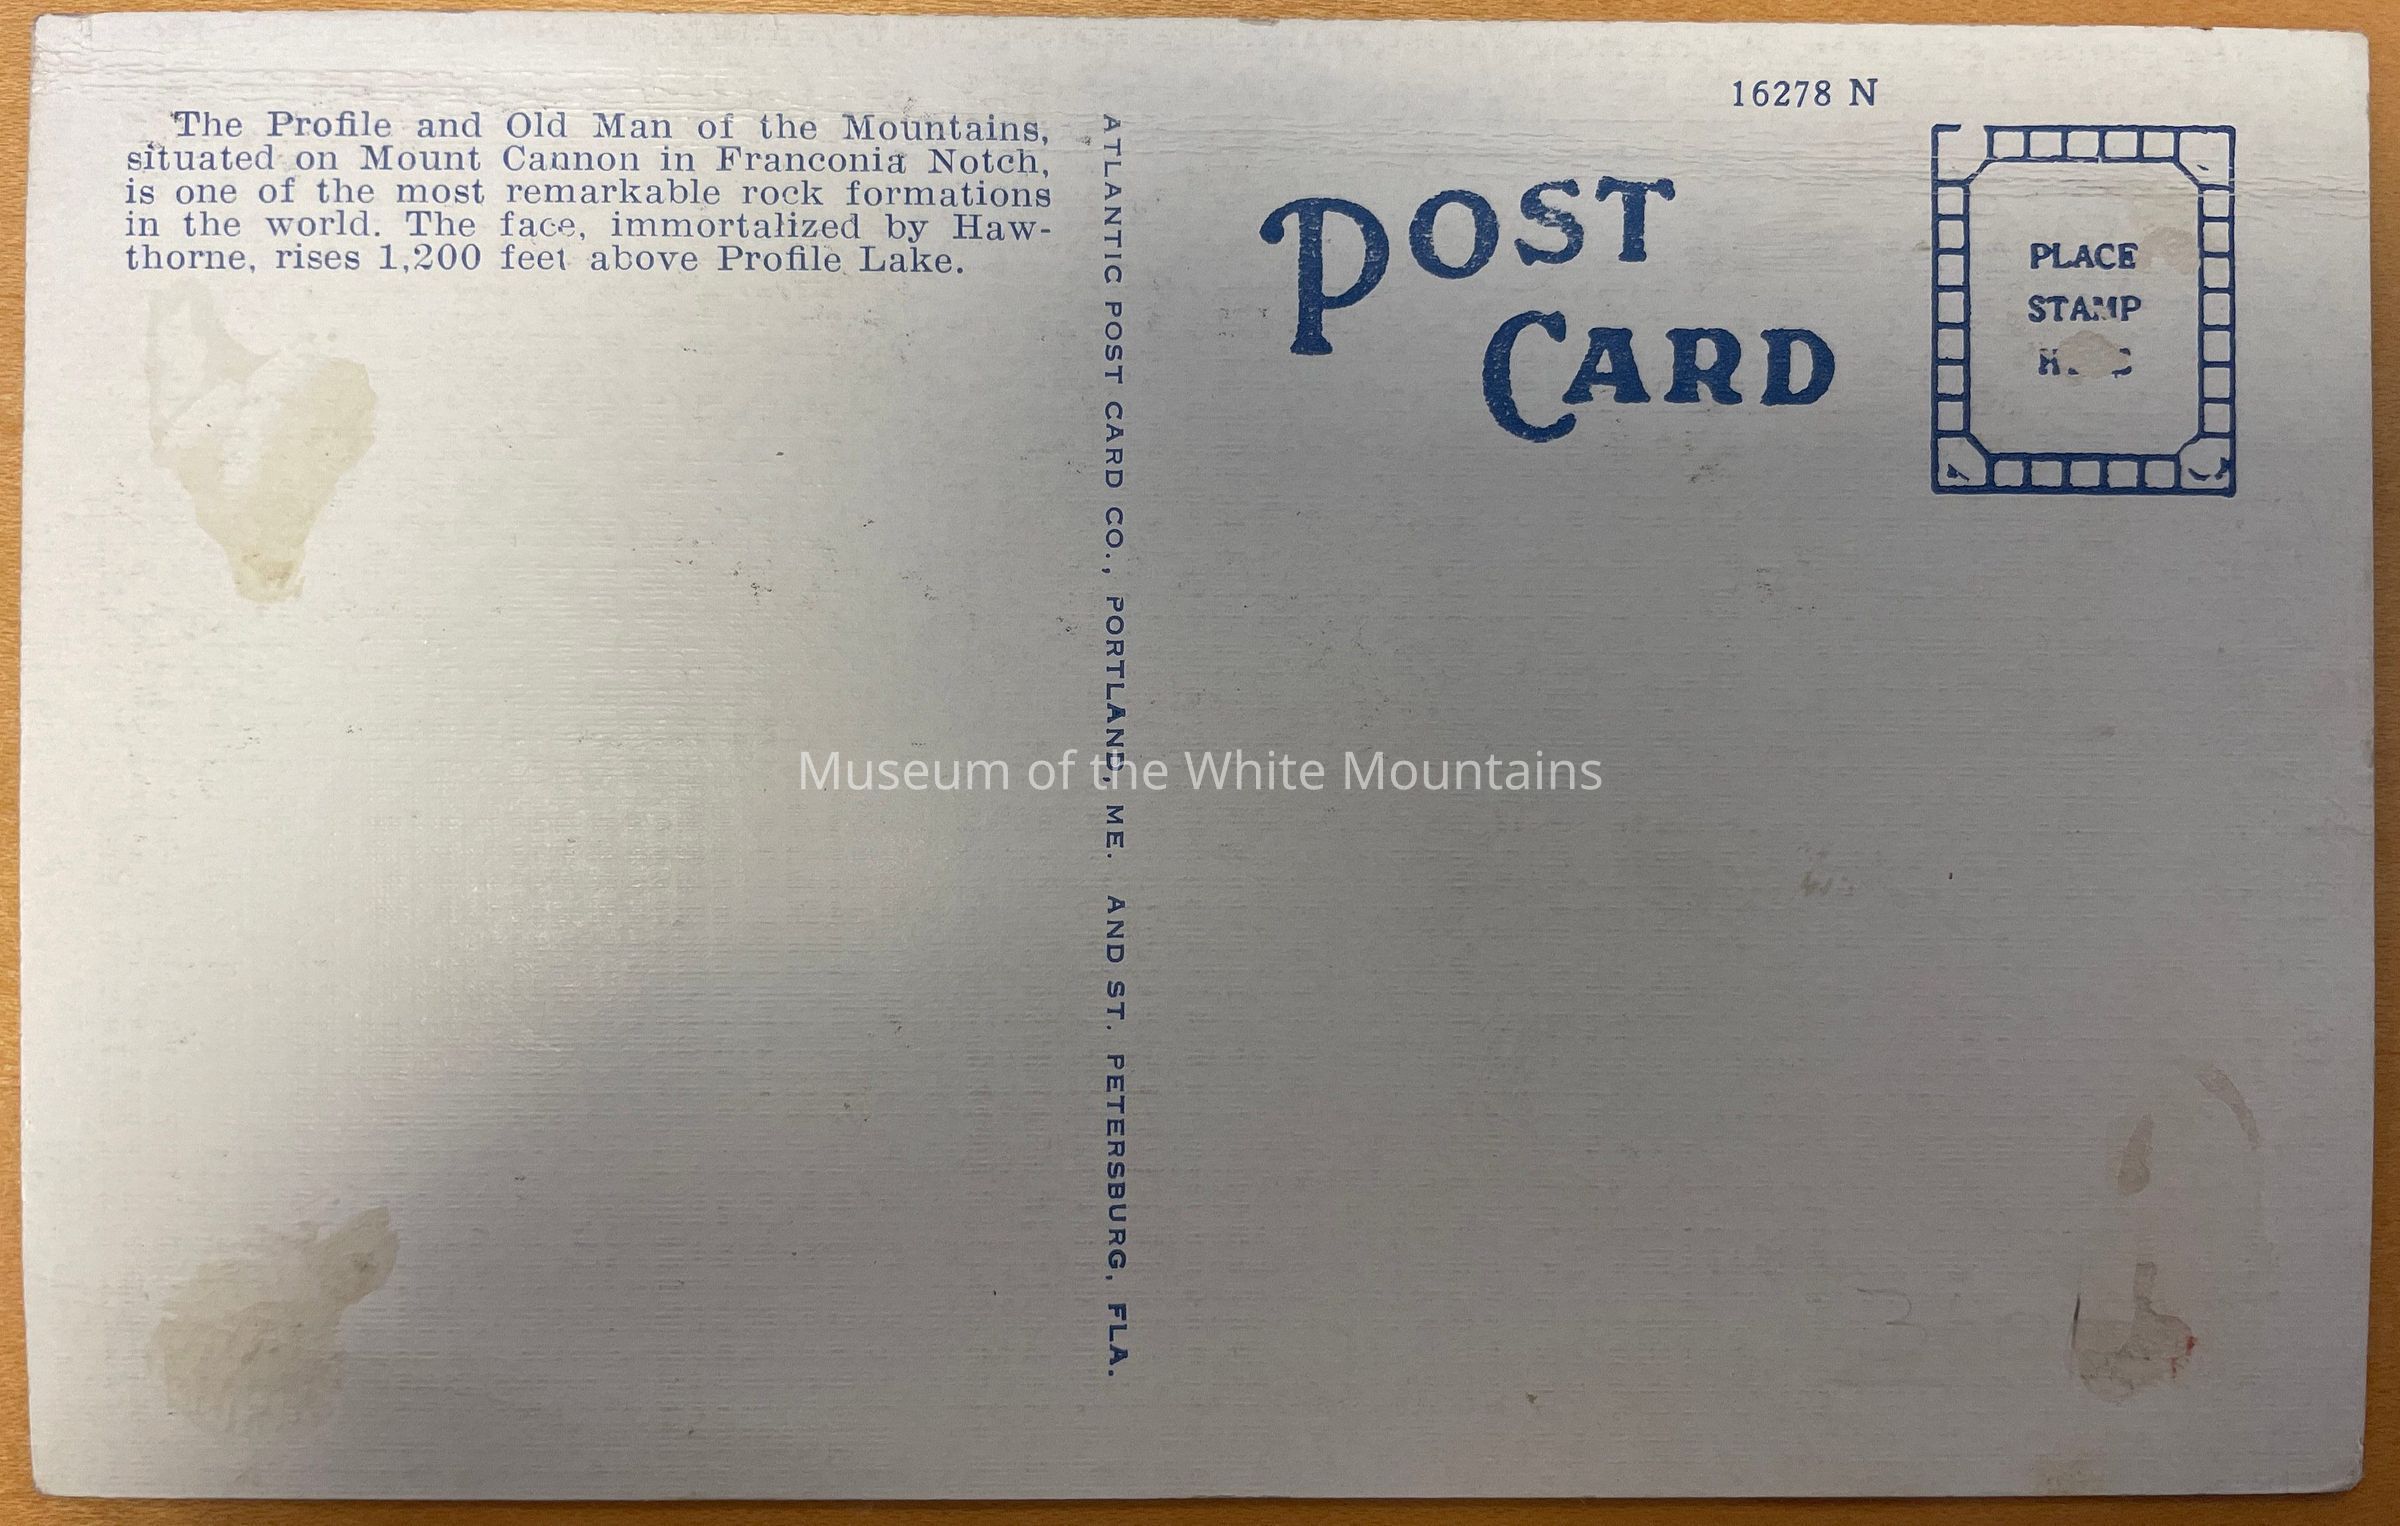 The Profile and Old Man of the Mountains,
situated on Mount Cannon in Franconia Notch,
is one of the most remarkable rock formations
in the world. The face, immortalized by Haw-
thorne, rises 1,200 feet above Profile Lake.
ATLANTIC POST CARD CO., PORTLAND, ME. AND ST. PETERSBURG, FLA.
16278 N
POST
CARD
PLACE
STAMP
Museum of the White Mountains